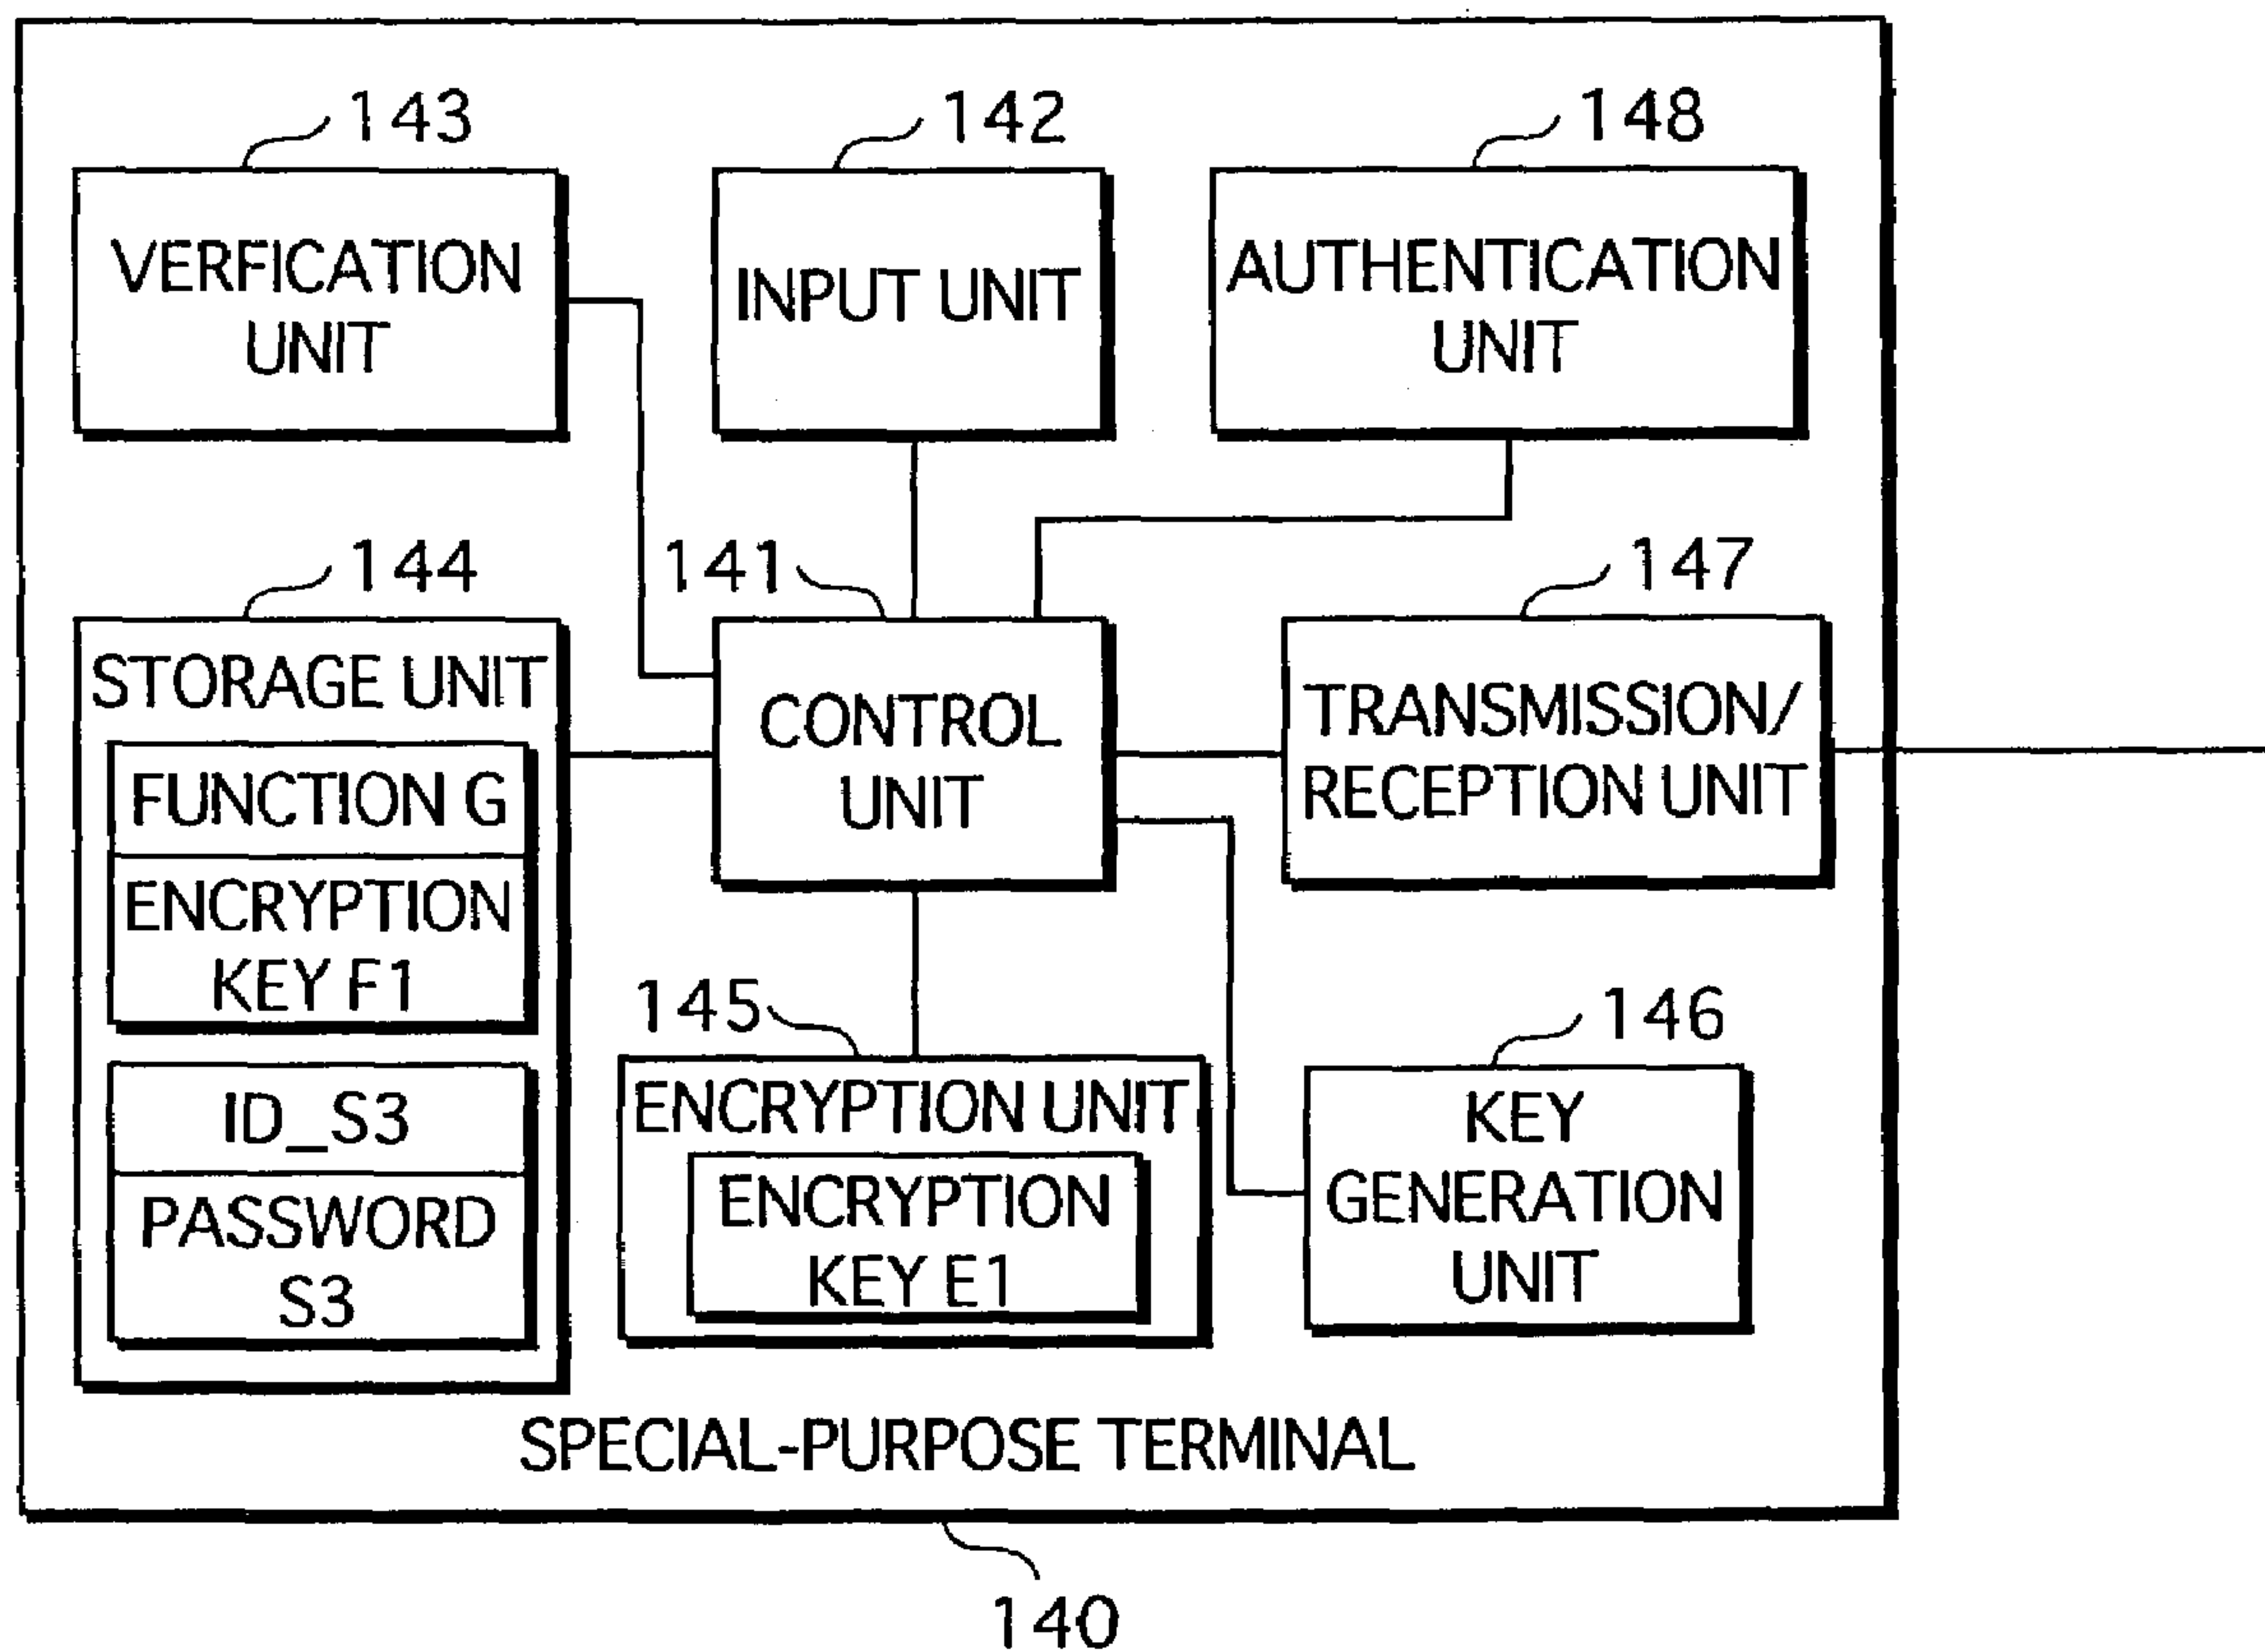 143
142
148
VERFICATION
UNIT
INPUT UNIT
AUTHENTICATION
UNIT
144
141
147
STORAGE UNIT
FUNCTION G
ENCRYPTION
KEY F1
ID_S3
PASSWORD
S3
CONTROL
UNIT
TRANSMISSION/
RECEPTION UNIT
145
146
ENCRYPTION UNIT
ENCRYPTION
KEY E1
KEY
GENERATION
UNIT
SPECIAL-PURPOSE TERMINAL
140